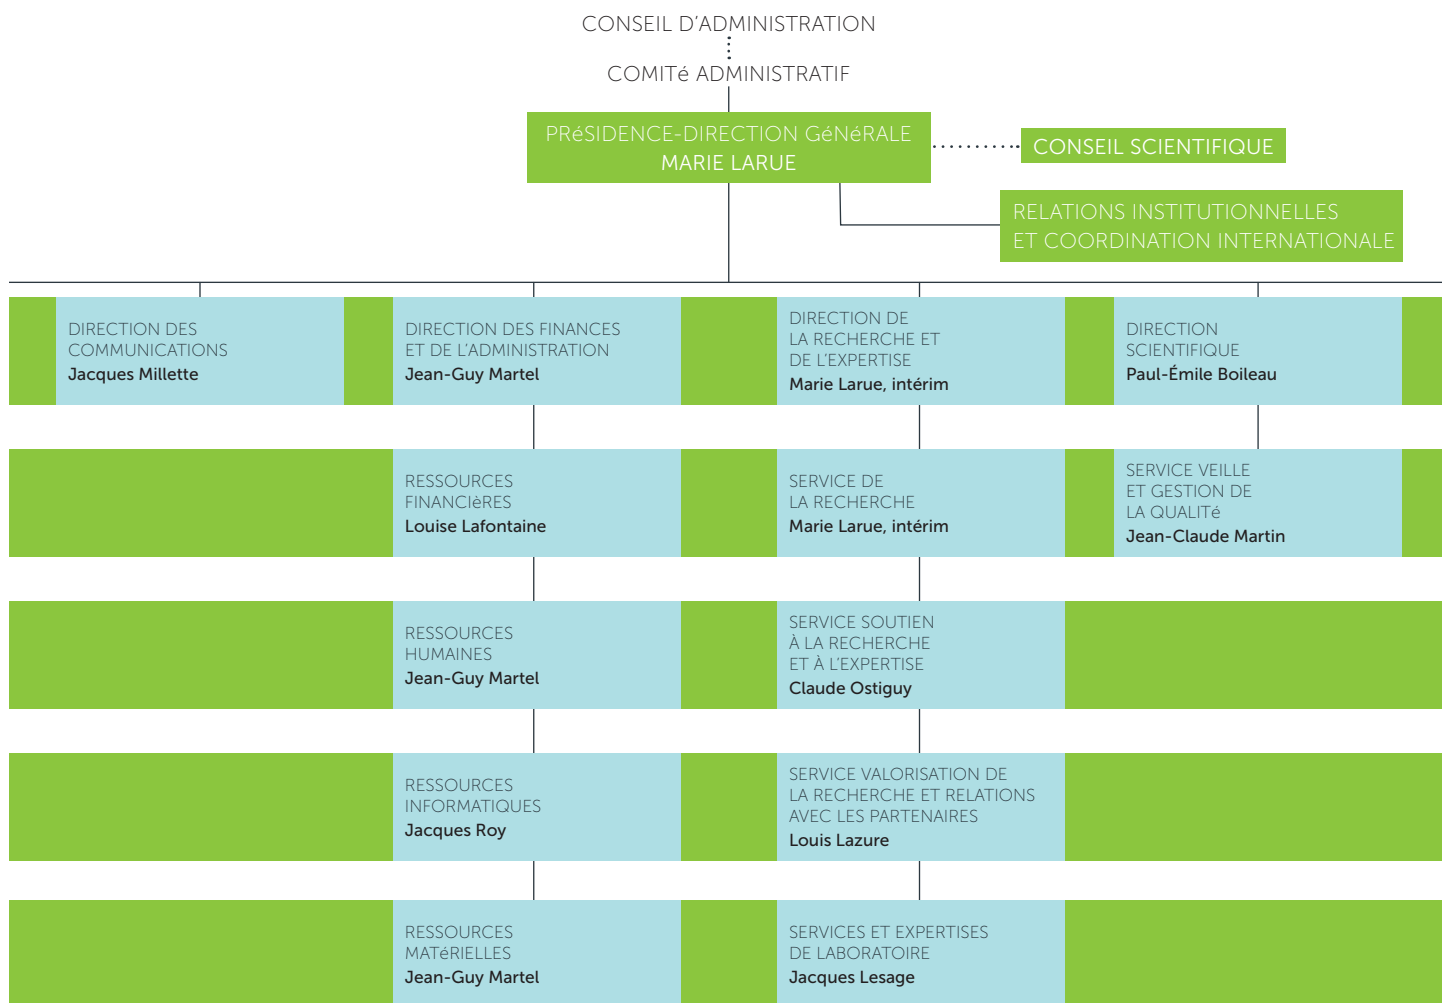 CONSEIL D'ADMINISTRATION
COMITé ADMINISTRATIF
PRéSIDENCE-DIRECTION GéNéRALE
MARIE LARUE
CONSEIL SCIENTIFIQUE
RELATIONS INSTITUTIONNELLES
ET COORDINATION INTERNATIONALE
DIRECTION DES
COMMUNICATIONS
Jacques Millette
DIRECTION DES FINANCES
ET DE L'ADMINISTRATION
Jean-Guy Martel
DIRECTION DE
LA RECHERCHE ET
DE L'EXPERTISE
Marie Larue, intérim
DIRECTION
SCIENTIFIQUE
Paul-Émile Boileau
RESSOURCES
FINANCIèRES
Louise Lafontaine
SERVICE DE
LA RECHERCHE
Marie Larue, intérim
SERVICE VEILLE
ET GESTION DE
LA QUALITé
Jean-Claude Martin
RESSOURCES
HUMAINES
Jean-Guy Martel
SERVICE SOUTIEN
À LA RECHERCHE
ET À L'EXPERTISE
Claude Ostiguy
RESSOURCES
INFORMATIQUES
Jacques Roy
SERVICE VALORISATION DE
LA RECHERCHE ET RELATIONS
AVEC LES PARTENAIRES
Louis Lazure
RESSOURCES
MATéRIELLES
Jean-Guy Martel
SERVICES ET EXPERTISES
DE LABORATOIRE
Jacques Lesage